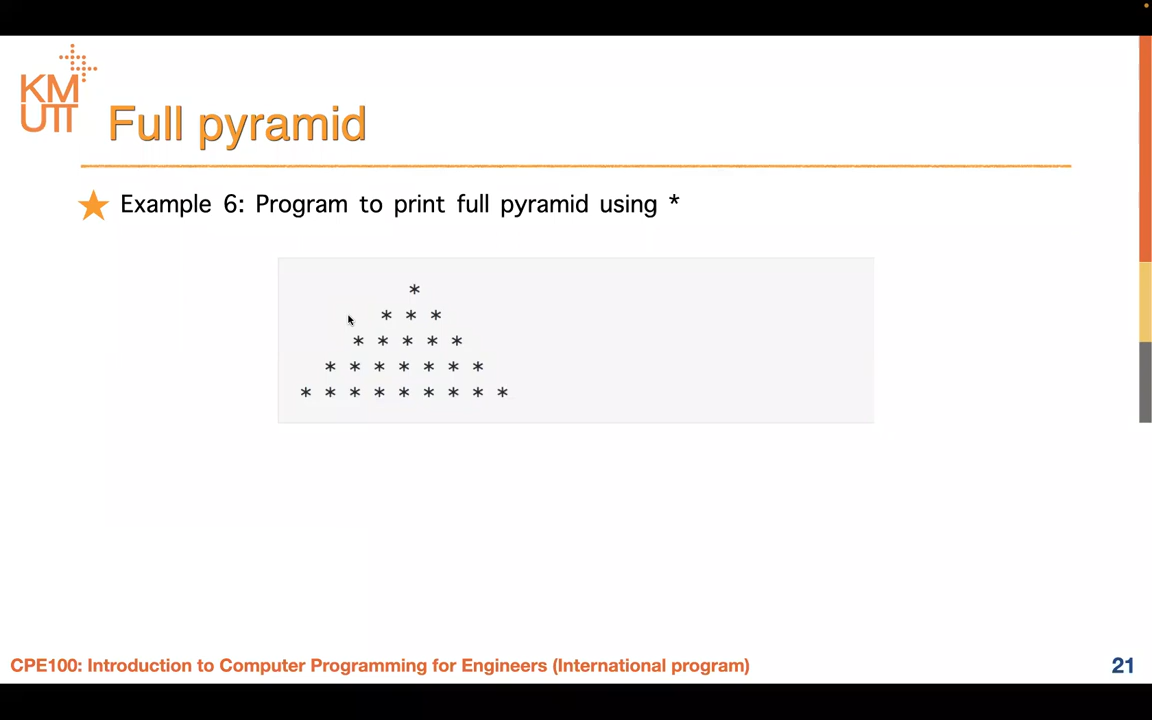 KM
UTT
Full pyramid
Example 6: Program to print full pyramid using *
*
* * *
* * * * *
* * * * * * *
* * * * * * * * *
CPE100: Introduction to Computer Programming for Engineers (International program)
21